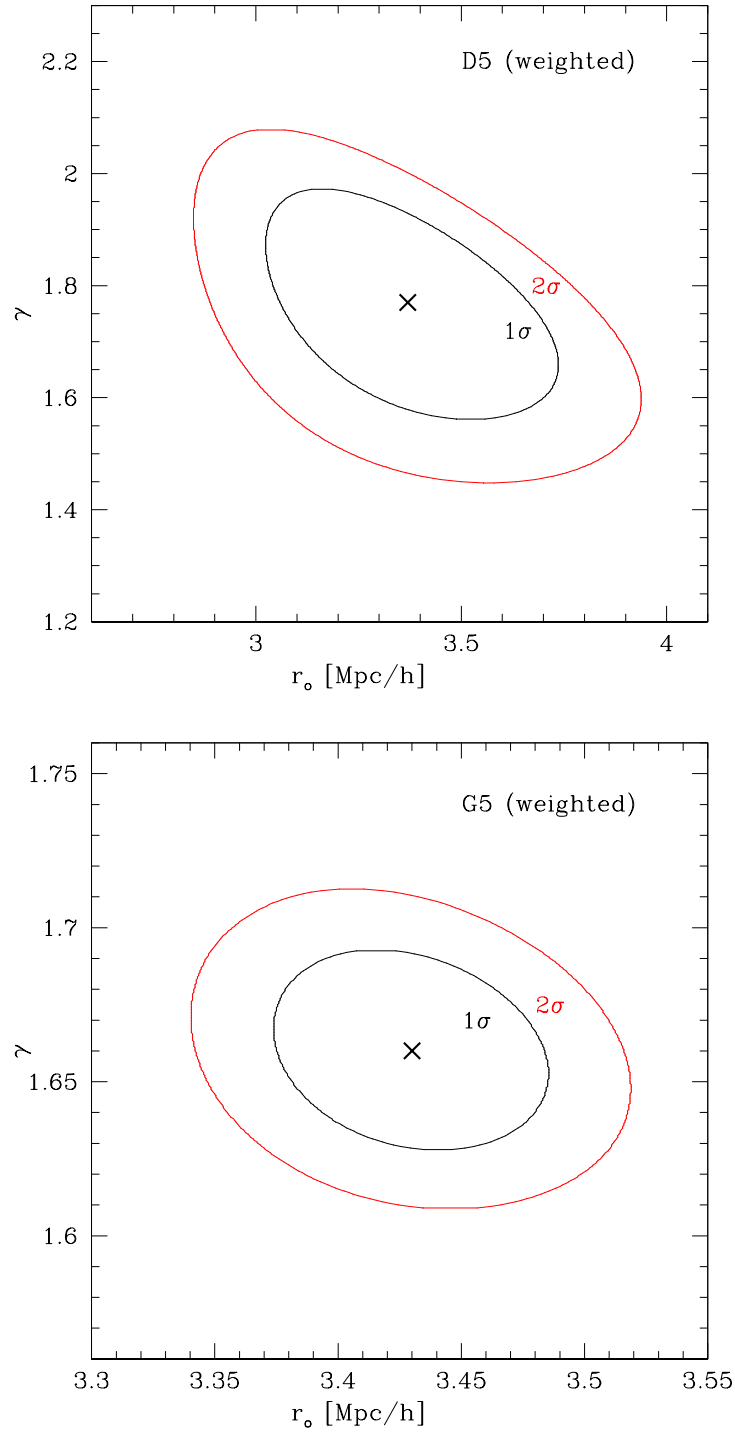 D5 (weighted)
2.2
2
1.8
1.6
1.4
1.2
γ
2σ
1σ
3
3.5
4
r₀ [Mpc/h]
G5 (weighted)
1.75
1.7
1.65
1.6
γ
1σ
2σ
3.3
3.35
3.4
3.45
3.5
3.55
r₀ [Mpc/h]